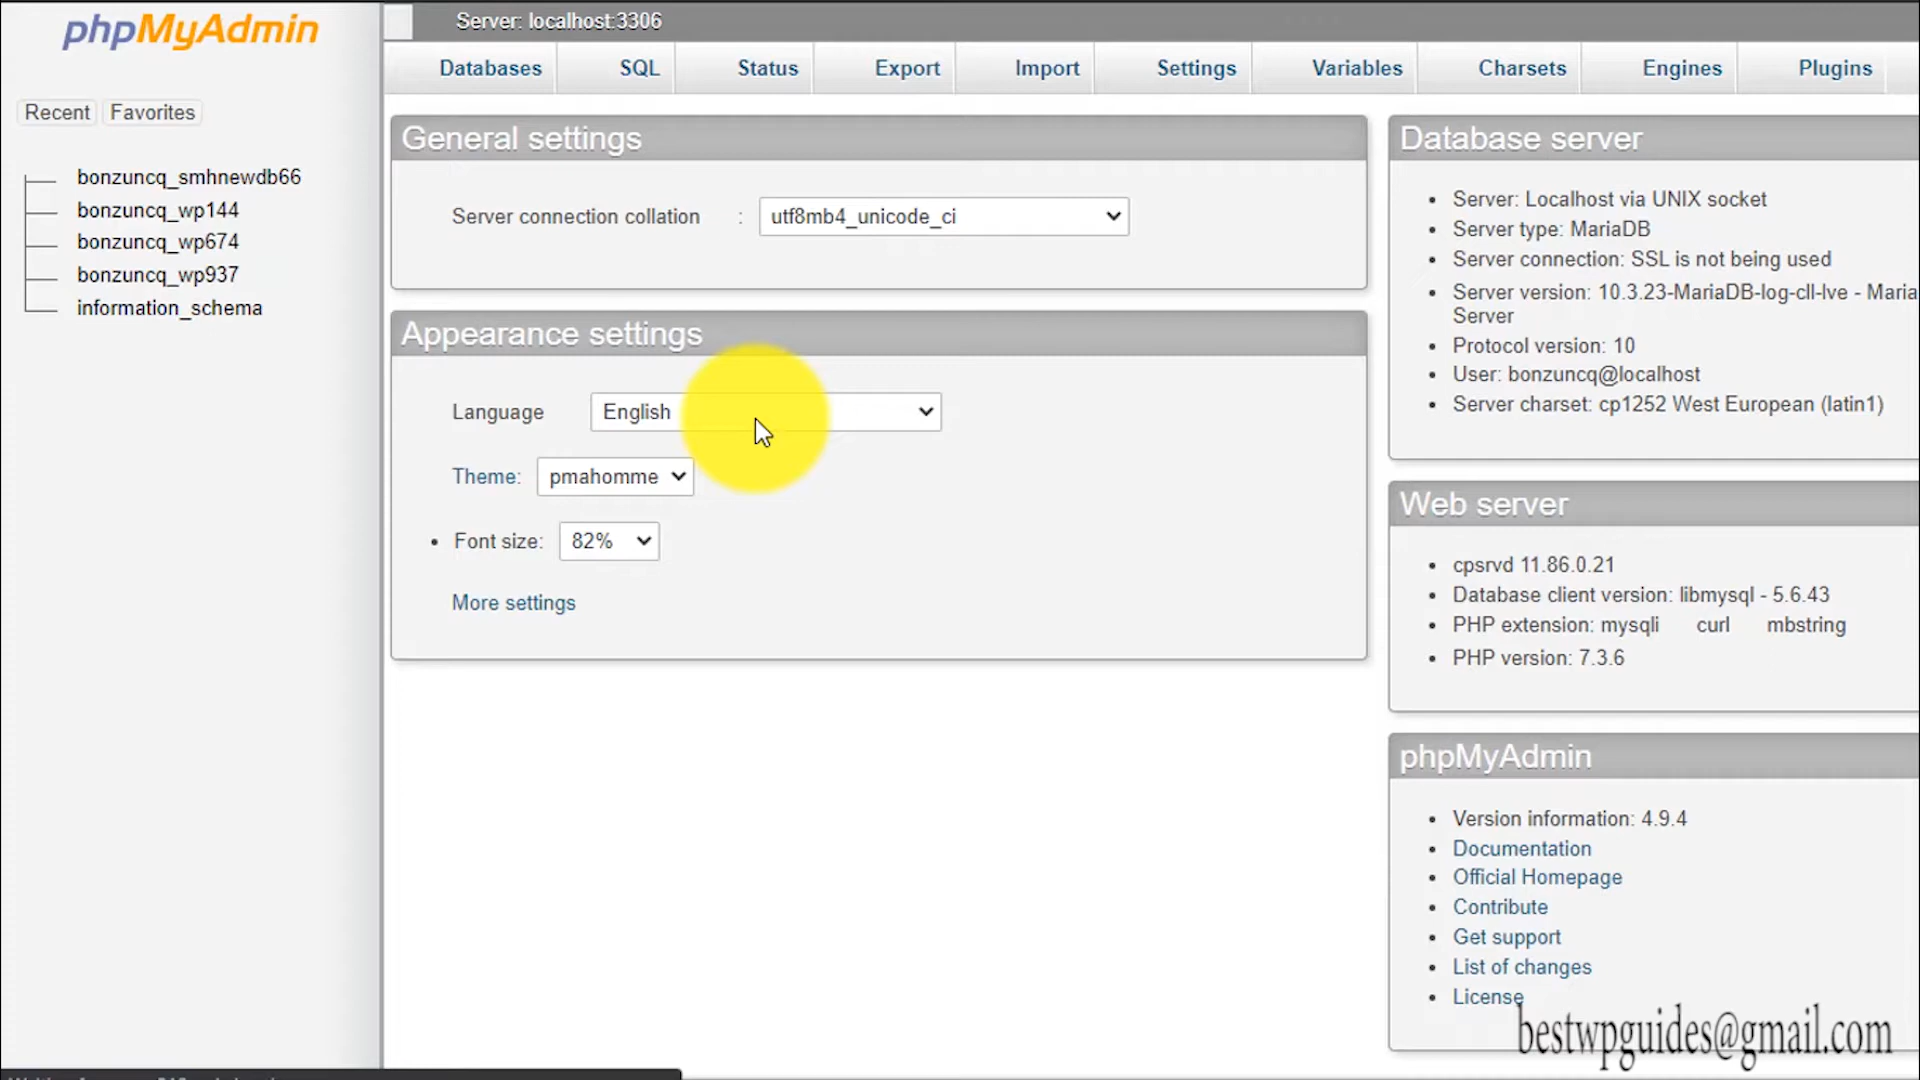 phpMyAdmin
Recent Favorites
bonzuncq_smhnewdb66
bonzuncq_wp144
bonzuncq_wp674
bonzuncq_wp937
information_schema
Server: localhost:3306
Databases SQL Status Export Import Settings Variables Charsets Engines Plugins
General settings
Server connection collation : utf8mb4_unicode_ci
Appearance settings
Language English
Theme: pmahomme
• Font size: 82%
More settings
Database server
• Server: Localhost via UNIX socket
• Server type: MariaDB
• Server connection: SSL is not being used
• Server version: 10.3.23-MariaDB-log-cll-lve - Maria
Server
• Protocol version: 10
• User: bonzuncq@localhost
• Server charset: cp1252 West European (latin1)
Web server
• cpsrvd 11.86.0.21
• Database client version: libmysql - 5.6.43
• PHP extension: mysqli curl mbstring
• PHP version: 7.3.6
phpMyAdmin
• Version information: 4.9.4
• Documentation
• Official Homepage
• Contribute
• Get support
• List of changes
• License
bestwpguides@gmail.com